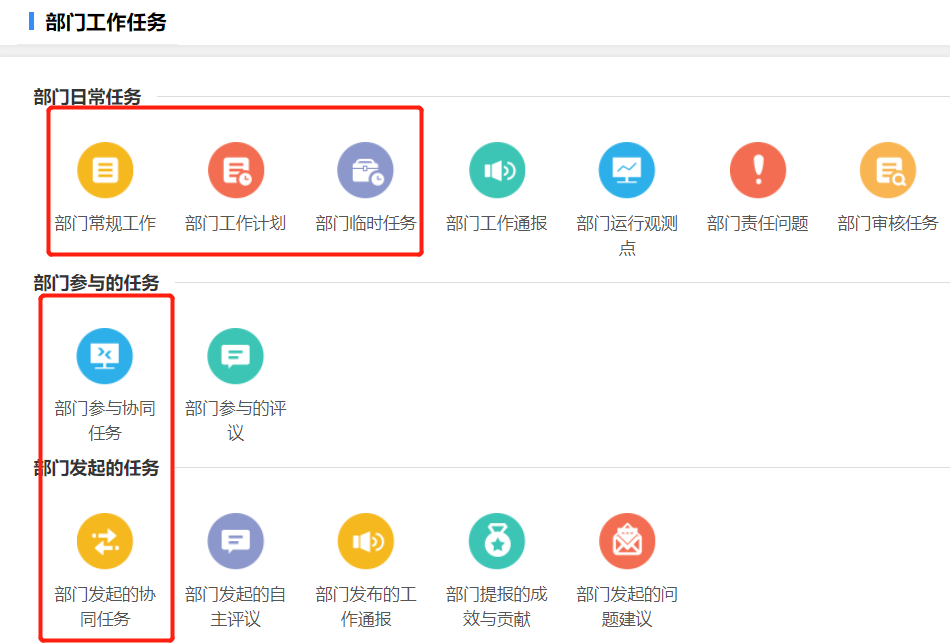 部门工作任务
部门日常任务
部门常规工作 部门工作计划 部门临时任务 部门工作通报 部门运行观测 部门责任问题 部门审核任务
点
部门参与的任务
部门参与协同 部门参与的评
任务 议
部门发起的任务
部门发起的协 部门发起的自 部门发布的工 部门提报的成 部门发起的问
同任务 主评议 作通报 效与贡献 题建议